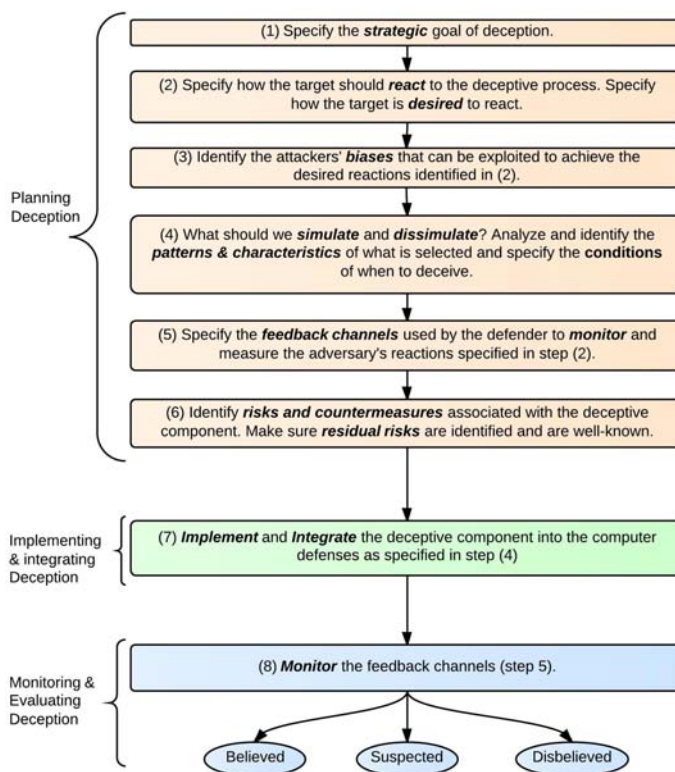 (1) Specify the strategic goal of deception.
(2) Specify how the target should react to the deceptive process. Specify
how the target is desired to react.
(3) Identify the attackers' biases that can be exploited to achieve the
desired reactions identified in (2).
Planning
Deception
(4) What should we simulate and dissimulate? Analyze and identify the
patterns & characteristics of what is selected and specify the conditions
of when to deceive.
(5) Specify the feedback channels used by the defender to monitor and
measure the adversary's reactions specified in step (2).
(6) Identify risks and countermeasures associated with the deceptive
component. Make sure residual risks are identified and are well-known.
Implementing
& integrating
Deception
(7) Implement and Integrate the deceptive component into the computer
defenses as specified in step (4)
Monitoring &
Evaluating
Deception
(8) Monitor the feedback channels (step 5).
Believed
Suspected
Disbelieved